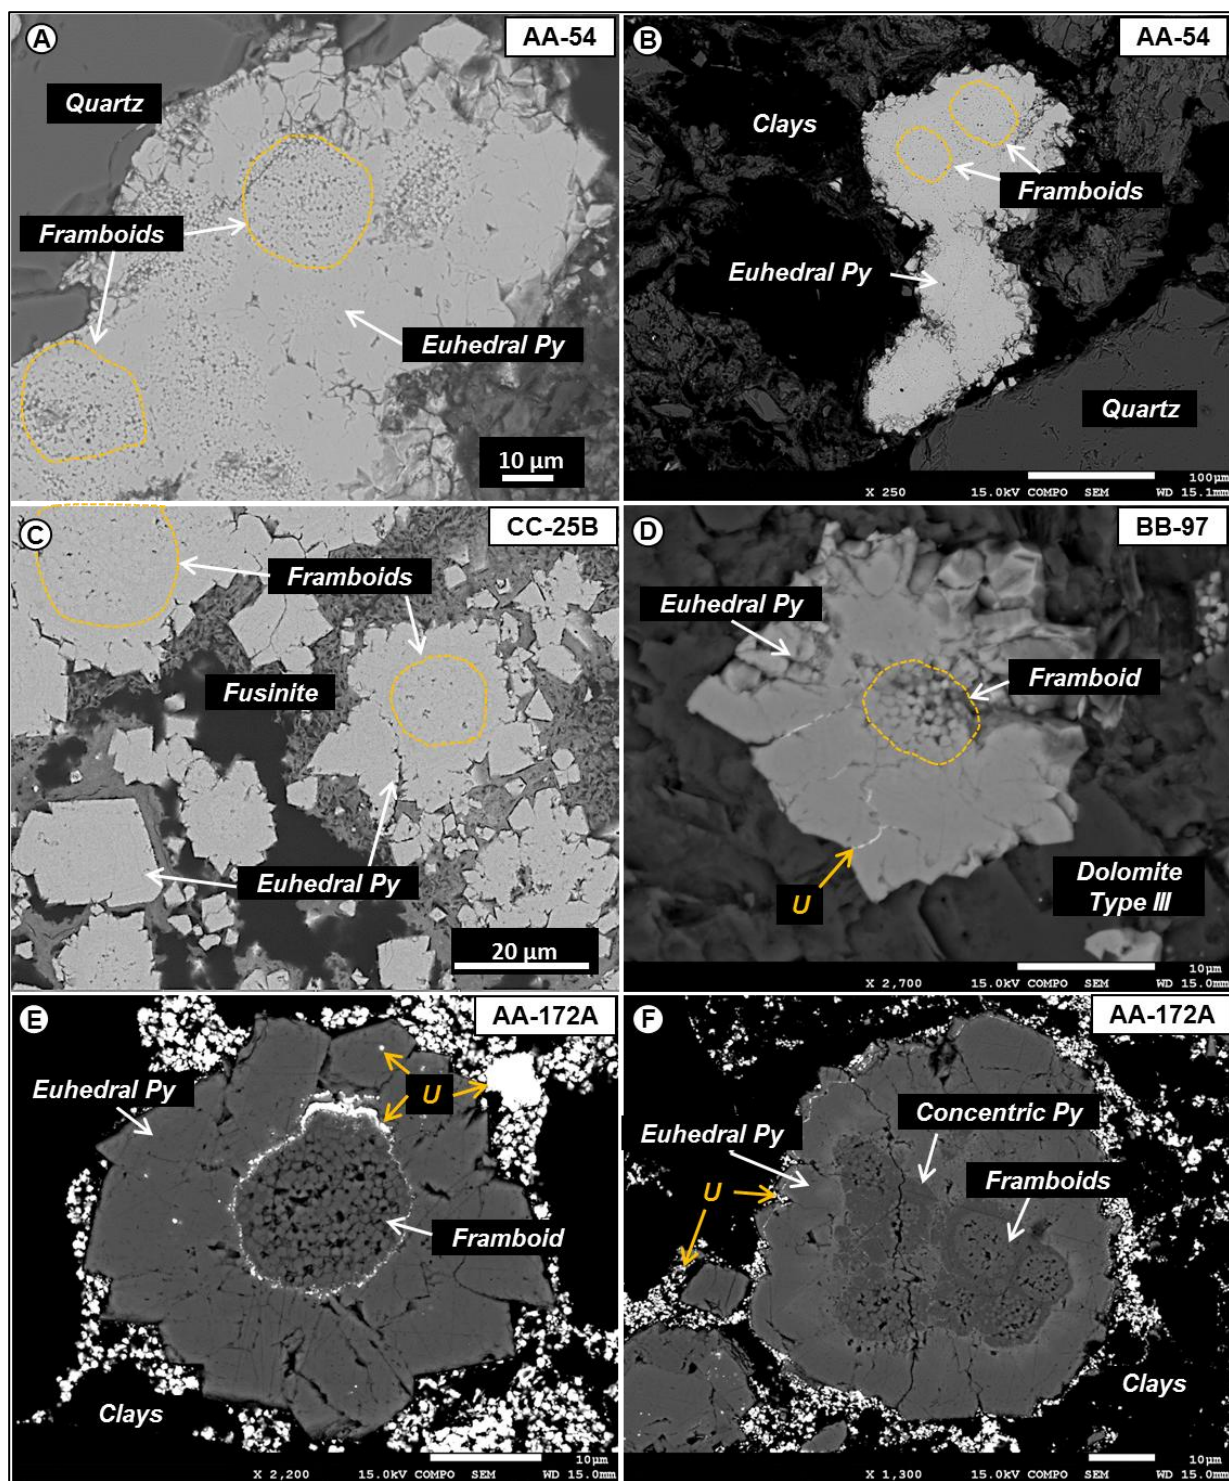 A
AA-54
Quartz
Framboids
Euhedral Py
10 µm
B
AA-54
Clays
Framboids
Euhedral Py
Quartz
100µm
X 250 15.0kV COMPO SEM WD 15.1mm
C
CC-25B
Framboids
Fusinite
Euhedral Py
20 µm
D
BB-97
Euhedral Py
Framboid
U
Dolomite
Type III
10µm
X 2,700 15.0kV COMPO SEM WD 15.0mm
E
AA-172A
Euhedral Py
U
Framboid
Clays
10µm
X 2,200 15.0kV COMPO SEM WD 15.0mm
F
AA-172A
Concentric Py
Euhedral Py
Framboids
U
Clays
10µm
X 1,300 15.0kV COMPO SEM WD 15.0mm